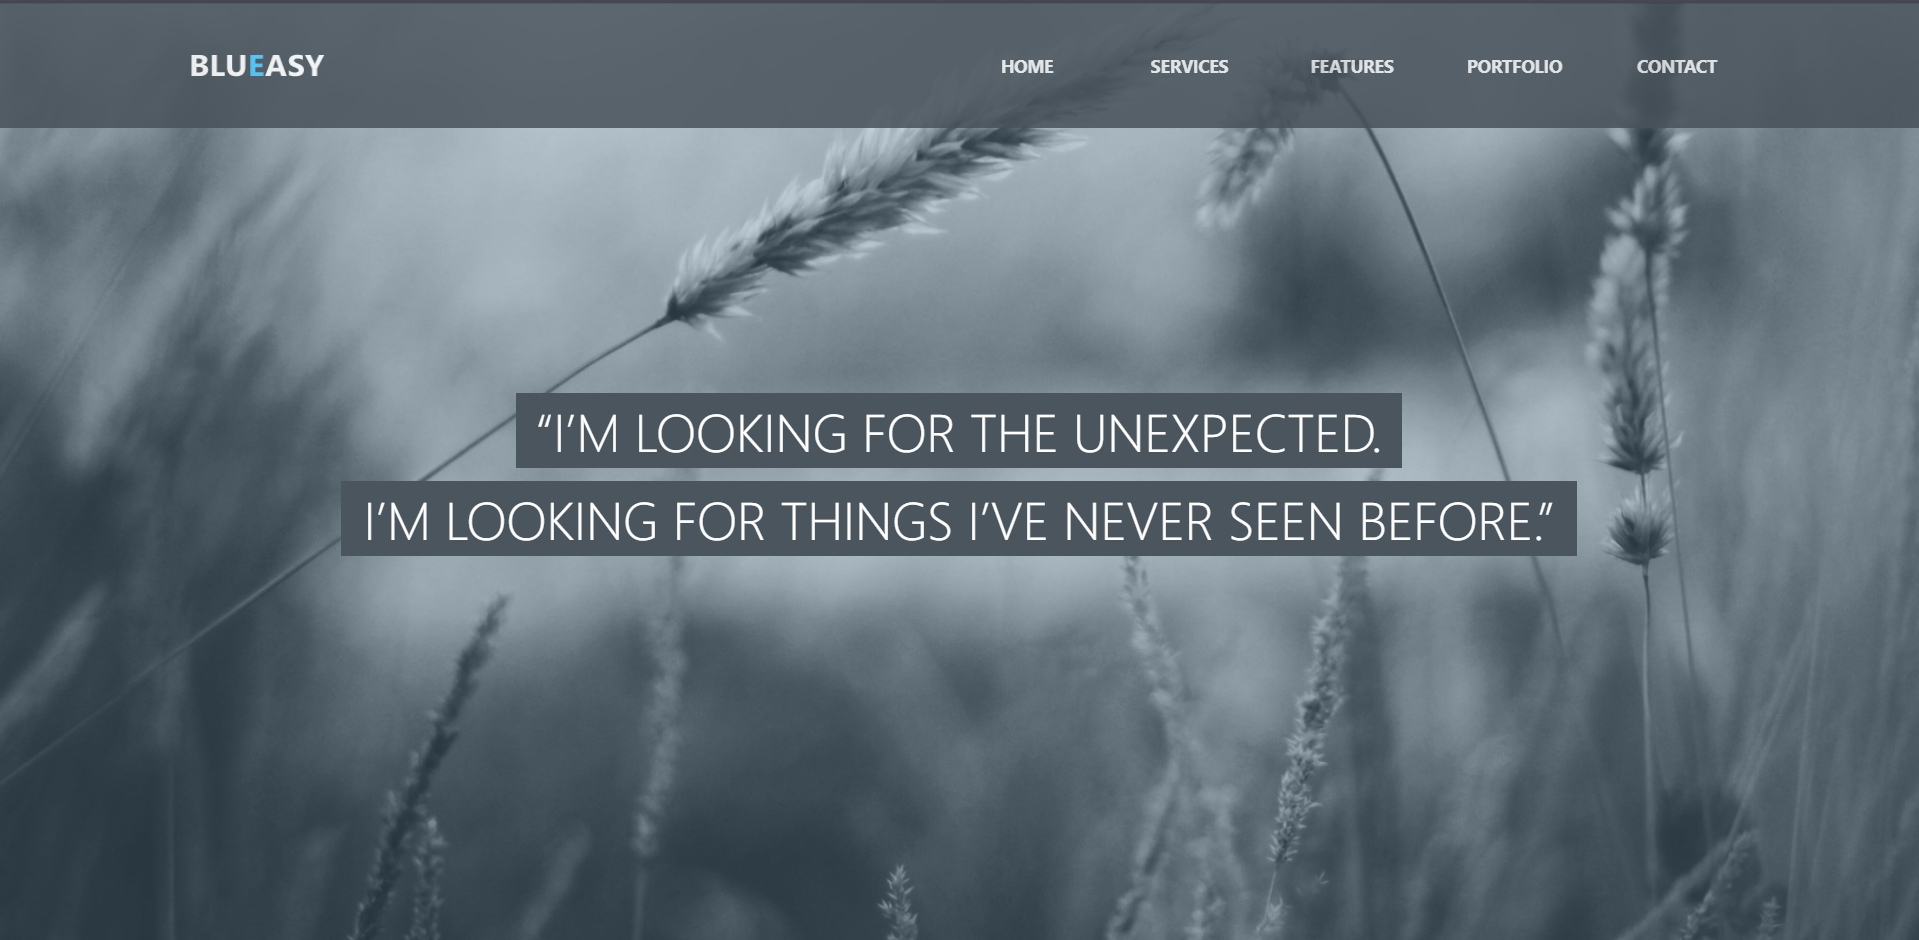 BLUEASY
HOME SERVICES FEATURES PORTFOLIO CONTACT
“I’M LOOKING FOR THE UNEXPECTED.
I’M LOOKING FOR THINGS I’VE NEVER SEEN BEFORE.”